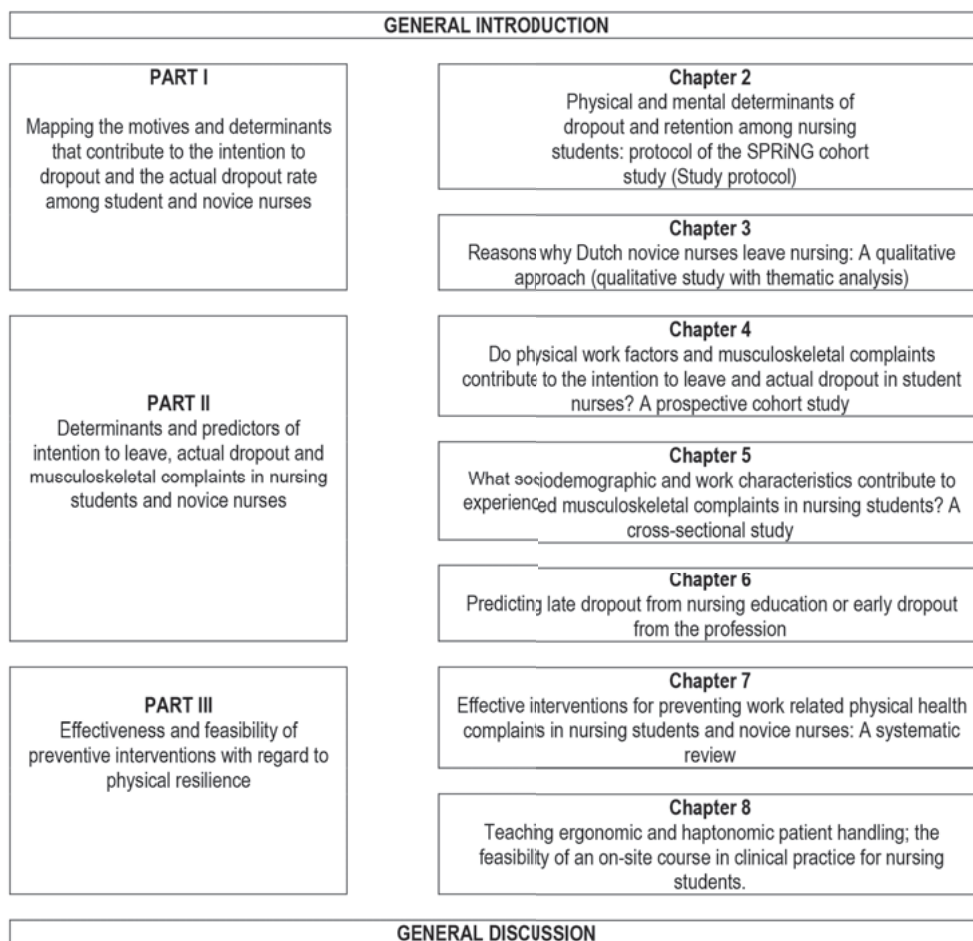 GENERAL INTRODUCTION
PART I
Mapping the motives and determinants
that contribute to the intention to
dropout and the actual dropout rate
among student and novice nurses
Chapter 2
Physical and mental determinants of
dropout and retention among nursing
students: protocol of the SPRiNG cohort
study (Study protocol)
Chapter 3
Reasons why Dutch novice nurses leave nursing: A qualitative
approach (qualitative study with thematic analysis)
PART II
Determinants and predictors of
intention to leave, actual dropout and
musculoskeletal complaints in nursing
students and novice nurses
Chapter 4
Do physical work factors and musculoskeletal complaints
contribute to the intention to leave and actual dropout in student
nurses? A prospective cohort study
Chapter 5
What sociodemographic and work characteristics contribute to
experienced musculoskeletal complaints in nursing students? A
cross-sectional study
Chapter 6
Predicting late dropout from nursing education or early dropout
from the profession
PART III
Effectiveness and feasibility of
preventive interventions with regard to
physical resilience
Chapter 7
Effective interventions for preventing work related physical health
complaints in nursing students and novice nurses: A systematic
review
Chapter 8
Teaching ergonomic and haptonomic patient handling; the
feasibility of an on-site course in clinical practice for nursing
students.
GENERAL DISCUSSION